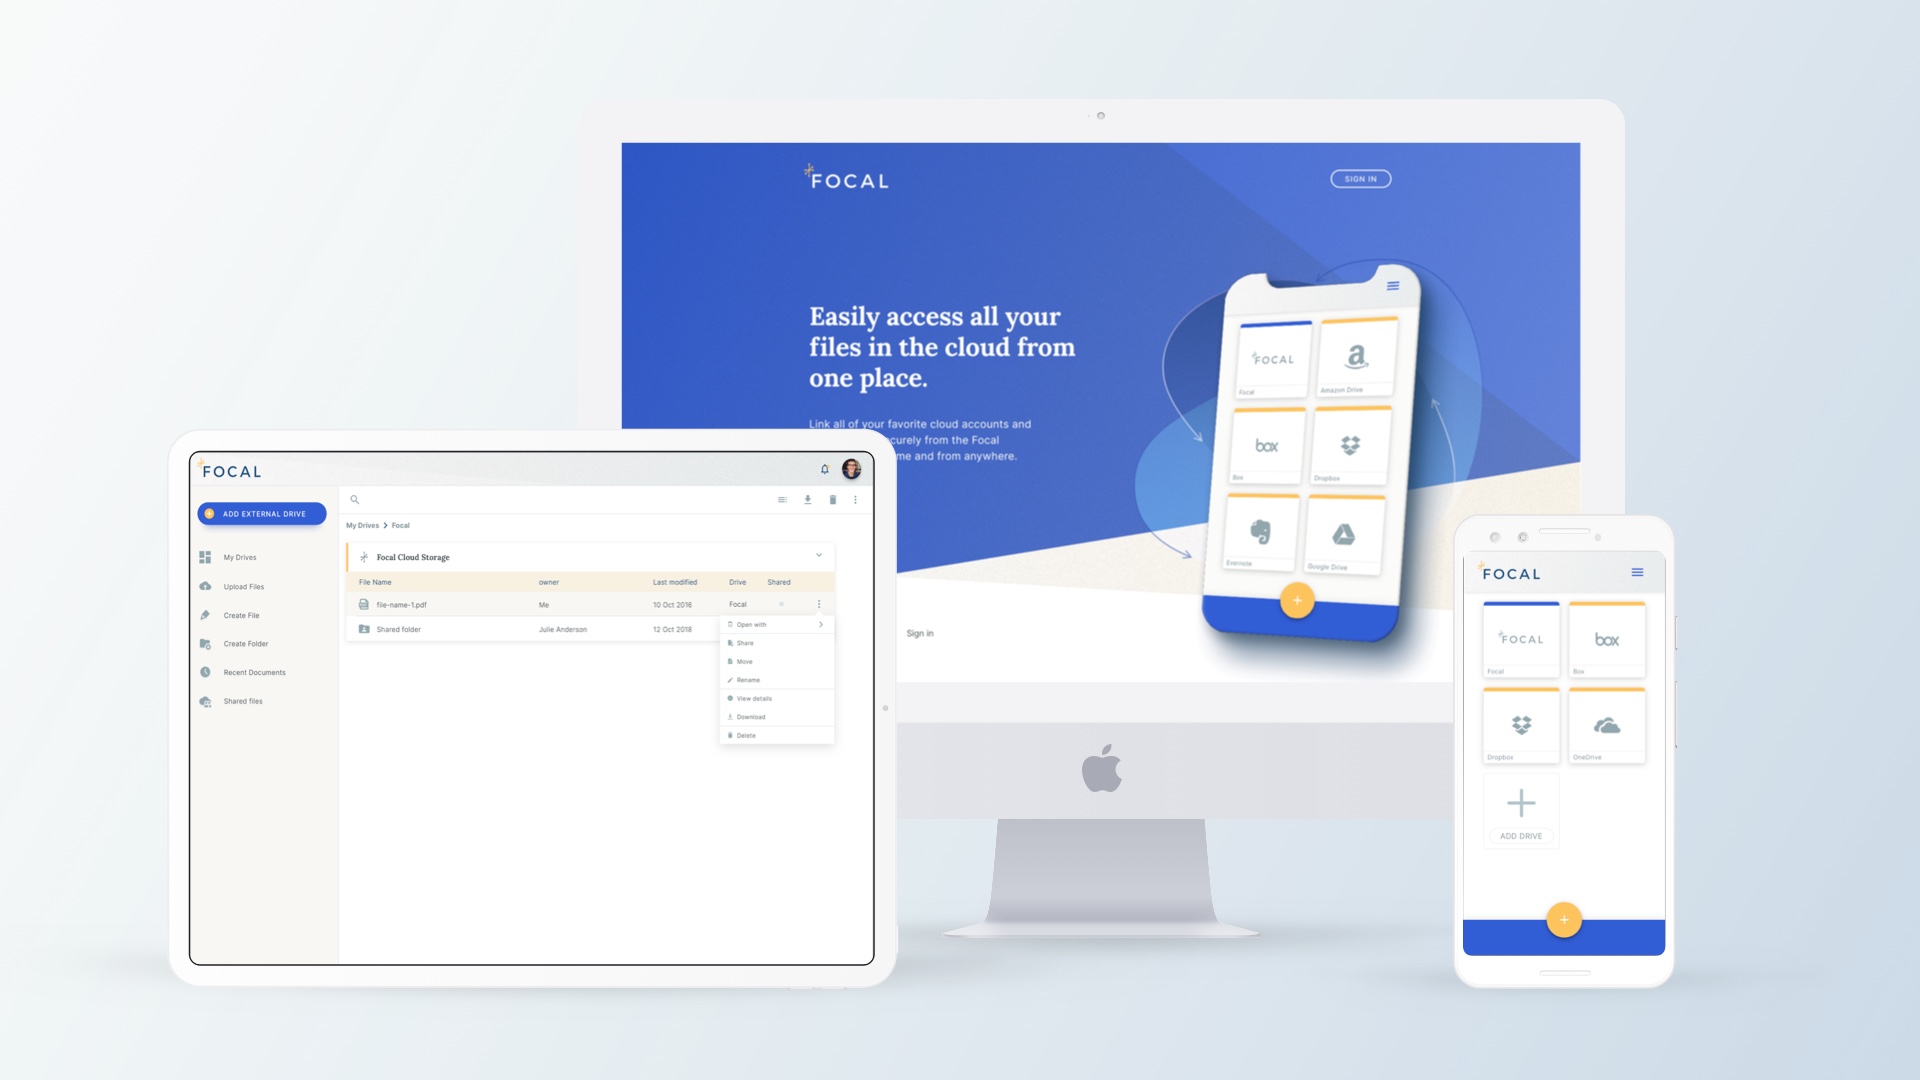 FOCAL
SIGN IN
Easily access all your
files in the cloud from
one place.
Link all of your favorite cloud accounts and
curely from the Focal
me and from anywhere.
Sign in
FOCAL
Focal
Amazon Drive
box
Box
Dropbox
Evernote
Google Drive
FOCAL
ADD EXTERNAL DRIVE
My Drives
Upload Files
Create File
Create Folder
Recent Documents
Shared files
My Drives > Focal
Focal Cloud Storage
File Name owner Last modified Drive Shared
file-name-1.pdf Me 10 Oct 2016 Focal
Shared folder Julie Anderson 12 Oct 2018
Open with
Share
Move
Rename
View details
Download
Delete
FOCAL
FOCAL
Focal
box
Box
Dropbox
OneDrive
ADD DRIVE